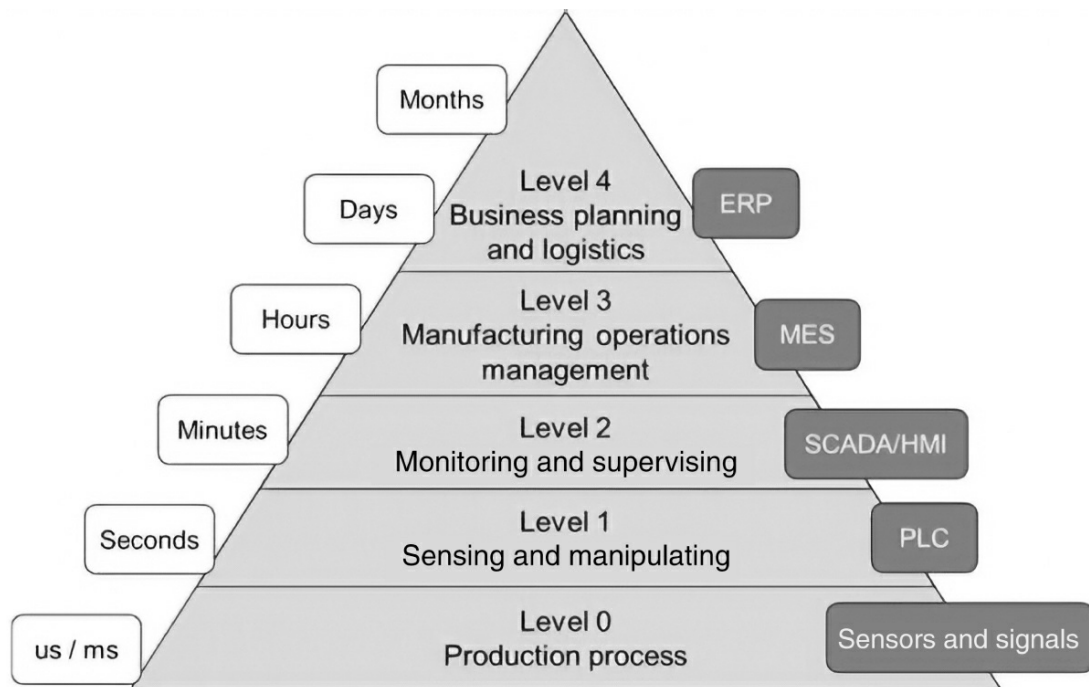 Months
Level 4
Days
Business planning
ERP
and logistics
Level 3
Hours
Manufacturing operations
MES
management
Level 2
Minutes
Monitoring and supervising
SCADA/HMI
Level 1
Seconds
Sensing and manipulating
PLC
Level 0
us / ms
Production process
Sensors and signals